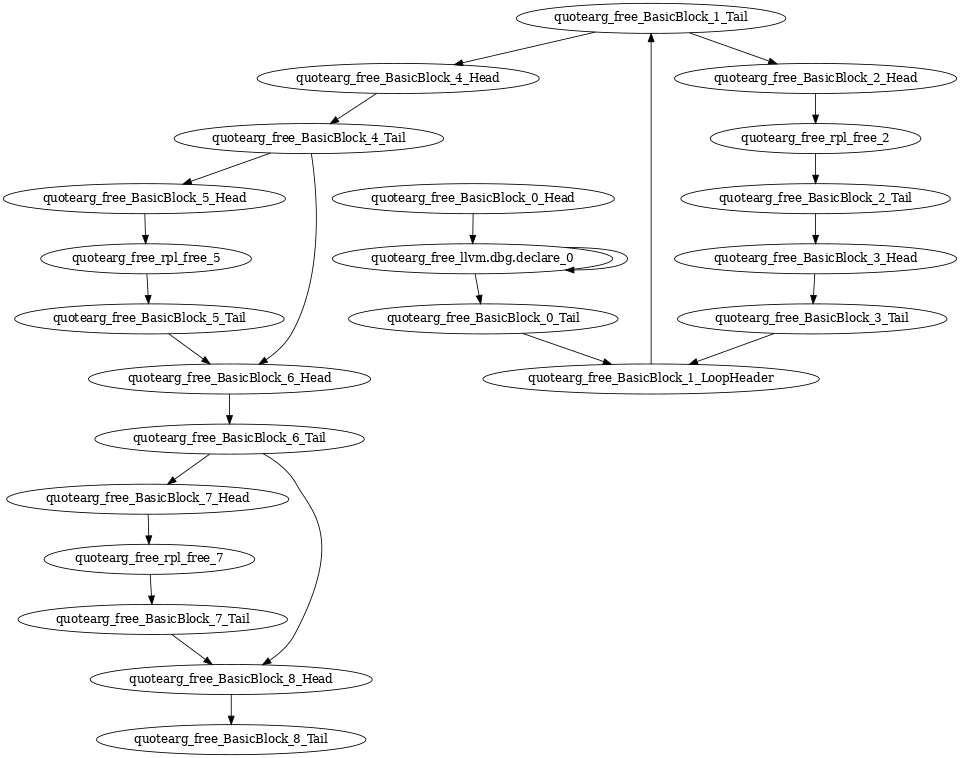 quotearg_free_BasicBlock_1_Tail
quotearg_free_BasicBlock_4_Head
quotearg_free_BasicBlock_2_Head
quotearg_free_BasicBlock_4_Tail
quotearg_free_rpl_free_2
quotearg_free_BasicBlock_5_Head
quotearg_free_BasicBlock_0_Head
quotearg_free_BasicBlock_2_Tail
quotearg_free_rpl_free_5
quotearg_free_llvm.dbg.declare_0
quotearg_free_BasicBlock_3_Head
quotearg_free_BasicBlock_5_Tail
quotearg_free_BasicBlock_0_Tail
quotearg_free_BasicBlock_3_Tail
quotearg_free_BasicBlock_6_Head
quotearg_free_BasicBlock_1_LoopHeader
quotearg_free_BasicBlock_6_Tail
quotearg_free_BasicBlock_7_Head
quotearg_free_rpl_free_7
quotearg_free_BasicBlock_7_Tail
quotearg_free_BasicBlock_8_Head
quotearg_free_BasicBlock_8_Tail